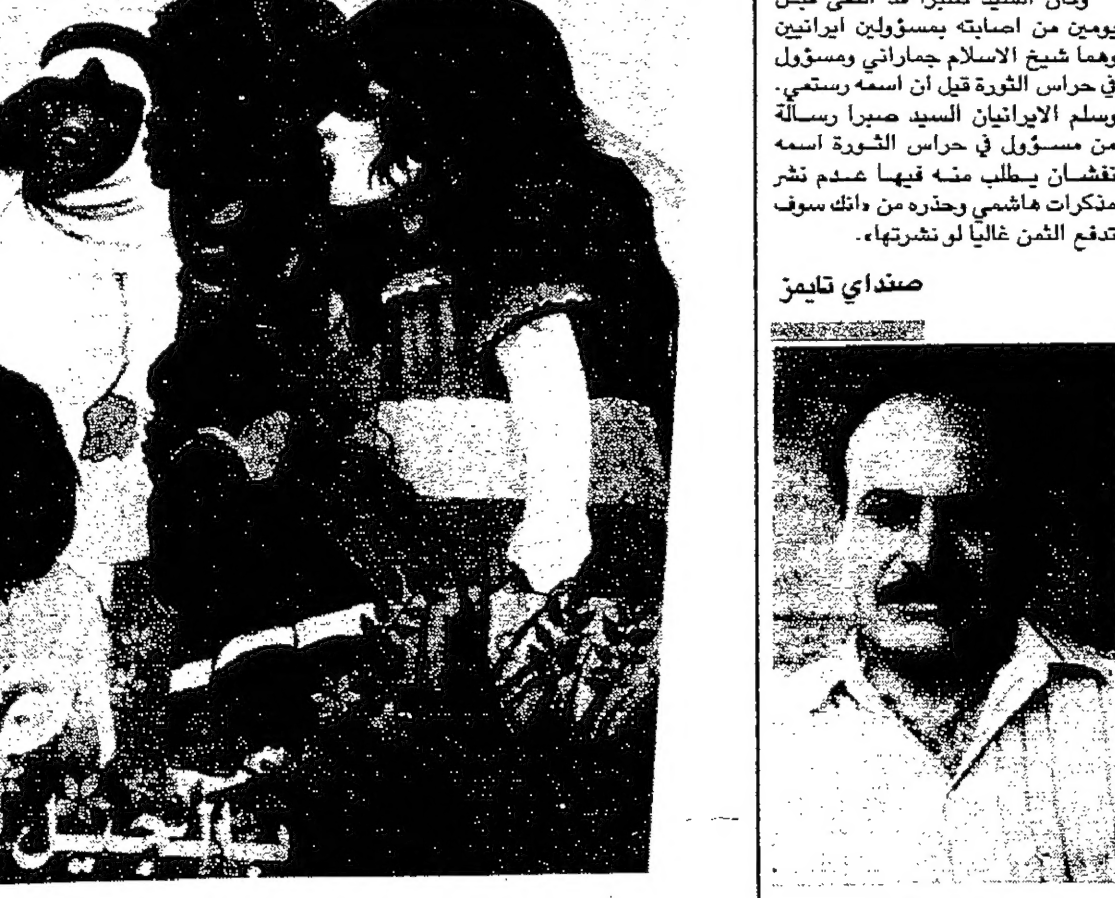 يومين من اصابته بمسؤولين ايرانيين
وهما شيخ الاسلام جماراني ومسؤول
في حراس الثورة قيل ان اسمه رستمي.
وسلم الايرانيان السيد صبرا رسالة
من مسؤول في حراس الثورة اسمه
نقشان يطلب منه فيها عدم نشر
مذكرات هاشمي وحذره من «انك سوف
تدفع الثمن غاليا لو نشرتها».
صنداي تايمز